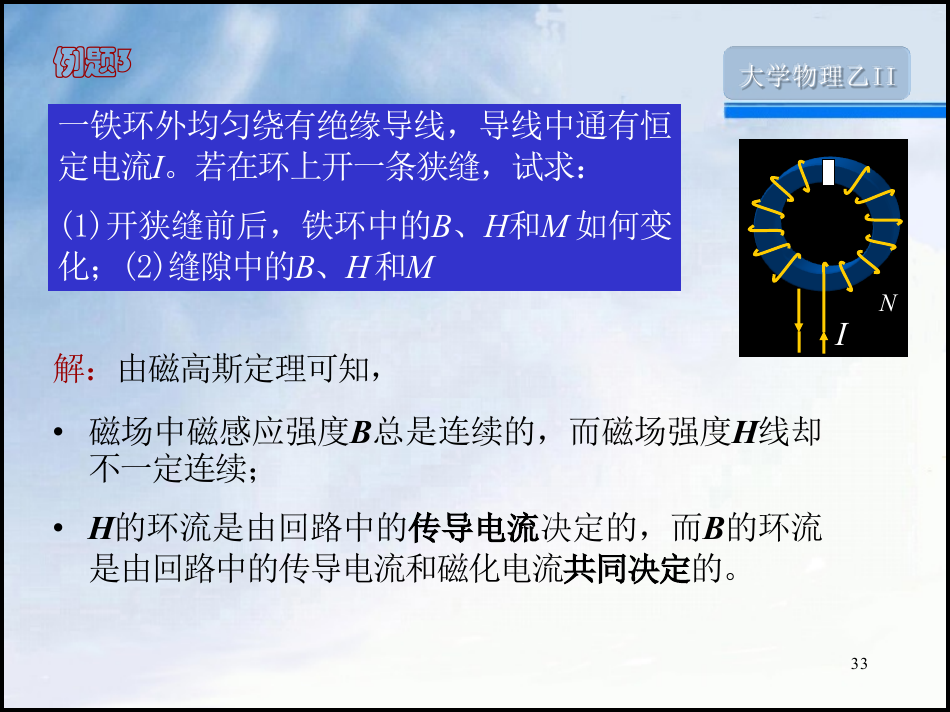 例题3
大学物理乙II
一铁环外均匀绕有绝缘导线，导线中通有恒
定电流I。若在环上开一条狭缝，试求：
(1)开狭缝前后，铁环中的B、H和M 如何变
化；(2)缝隙中的B、H 和M
N
I
解：由磁高斯定理可知，
• 磁场中磁感应强度B总是连续的，而磁场强度H线却
不一定连续；
• H的环流是由回路中的传导电流决定的，而B的环流
是由回路中的传导电流和磁化电流共同决定的。
33